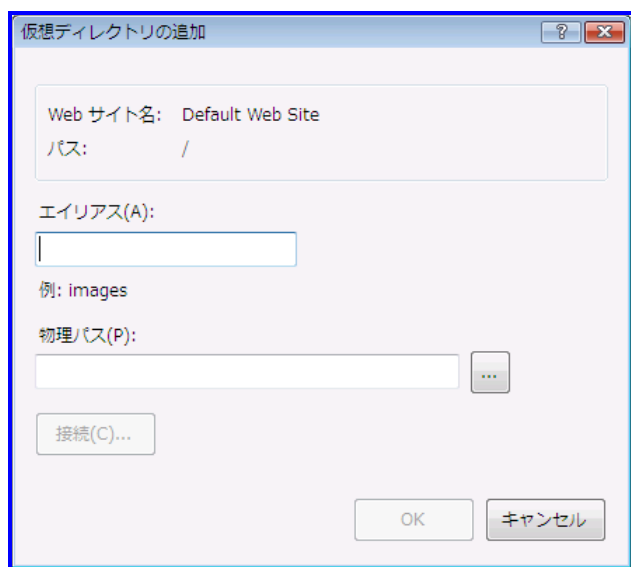 仮想ディレクトリの追加
?
Web サイト名: Default Web Site
パス: /
エイリアス(A):
例: images
物理パス(P):
...
接続(C)...
OK キャンセル